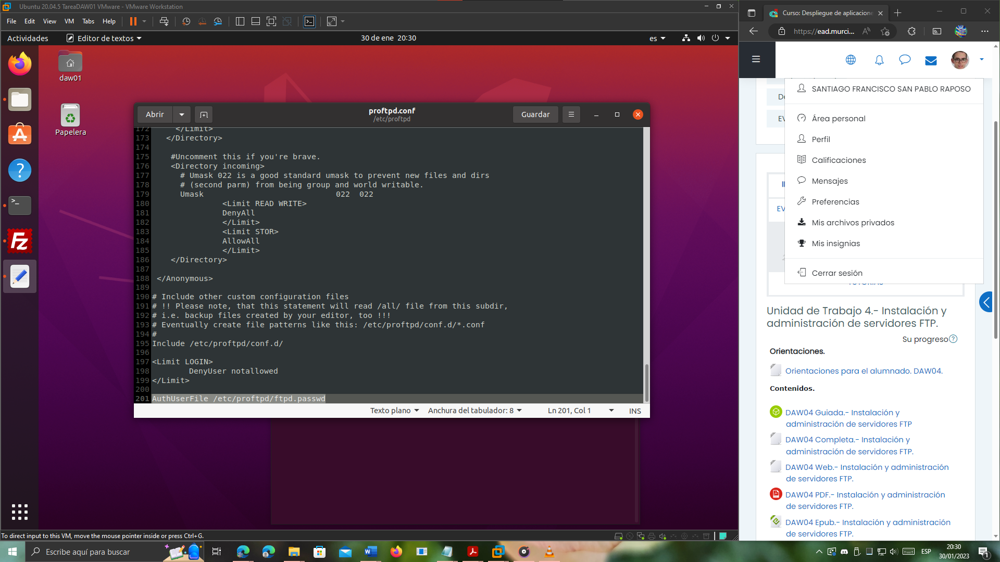 Ubuntu 20.04.5 TareaDAW01 VMware - VMware Workstation
File Edit View VM Tabs Help
Actividades
Editor de textos
30 de ene 20:30
es
daw01
Papelera
Abrir
proftpd.conf
/etc/proftpd
Guardar
172 </Limit>
173 </Directory>
174
175 #Uncomment this if you're brave.
176 <Directory incoming>
177 # Umask 022 is a good standard umask to prevent new files and dirs
178 # (second parm) from being group and world writable.
179 Umask 022 022
180 <Limit READ WRITE>
181 DenyAll
182 </Limit>
183 <Limit STOR>
184 AllowAll
185 </Limit>
186 </Directory>
187
188 </Anonymous>
189
190 # Include other custom configuration files
191 # !! Please note, that this statement will read /all/ file from this subdir,
192 # i.e. backup files created by your editor, too !!!
193 # Eventually create file patterns like this: /etc/proftpd/conf.d/*.conf
194 #
195 Include /etc/proftpd/conf.d/
196
197 <Limit LOGIN>
198 DenyUser notallowed
199 </Limit>
200
201 AuthUserFile /etc/proftpd/ftpd.passwd
Texto plano
Anchura del tabulador: 8
Ln 201, Col 1
INS
To direct input to this VM, move the mouse pointer inside or press Ctrl+G.
Curso: Despliegue de aplicacione
https://ead.murci...
SANTIAGO FRANCISCO SAN PABLO RAPOSO
Área personal
Perfil
Calificaciones
Mensajes
Preferencias
Mis archivos privados
Mis insignias
Cerrar sesión
Unidad de Trabajo 4.- Instalación y
administración de servidores FTP.
Su progreso
Orientaciones.
Orientaciones para el alumnado. DAW04.
Contenidos.
DAW04 Guiada.- Instalación y
administración de servidores FTP
DAW04 Completa.- Instalación y
administración de servidores FTP.
DAW04 Web.- Instalación y administración
de servidores FTP.
DAW04 PDF.- Instalación y administración
de servidores FTP.
DAW04 Epub.- Instalación y administración
de servidores FTP.
Escribe aquí para buscar
ESP
20:30
30/01/2023
1